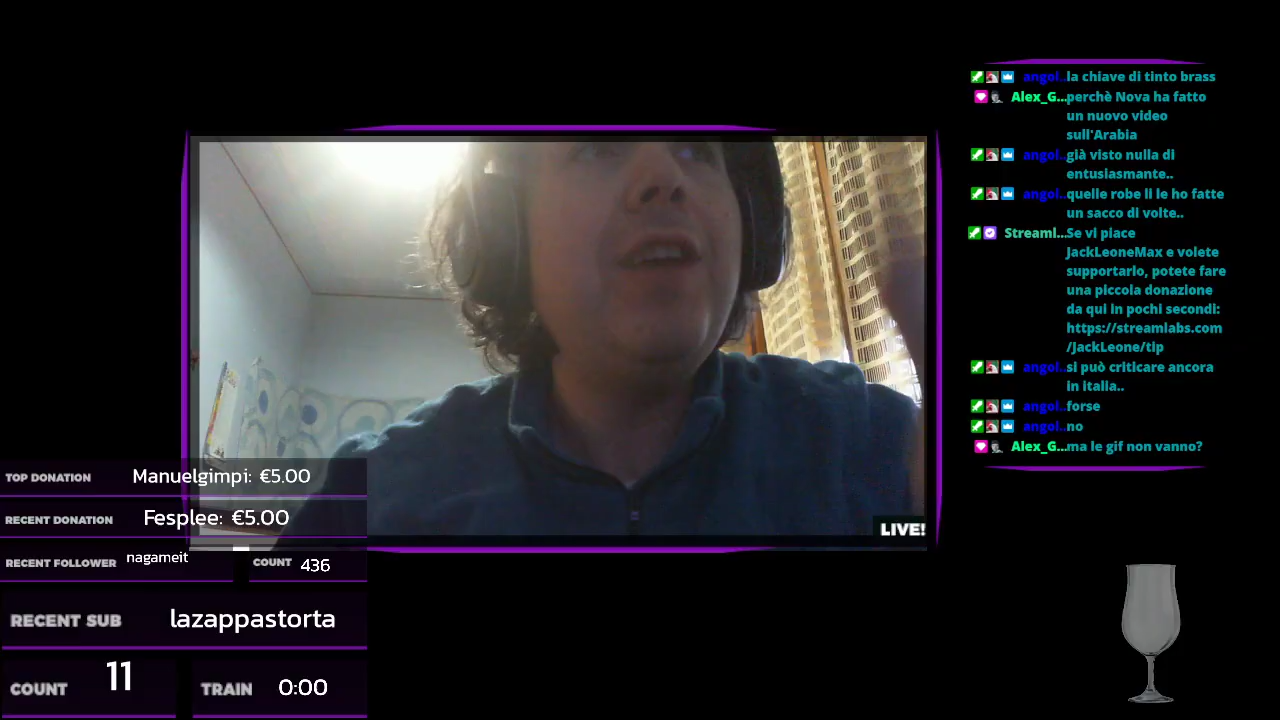 angol.. la chiave di tinto brass
Alex_G... perchè Nova ha fatto
un nuovo video
sull'Arabia
angol.. già visto nulla di
entusiasmante..
angol.. quelle robe li le ho fatte
un sacco di volte..
Streaml... Se vi piace
JackLeoneMax e volete
supportarlo, potete fare
una piccola donazione
da qui in pochi secondi:
https://streamlabs.com
/JackLeone/tip
angol.. si può criticare ancora
in italia..
angol.. forse
angol.. no
Alex_G... ma le gif non vanno?
LIVE!
TOP DONATION Manuelgimpi: €5.00
RECENT DONATION Fesplee: €5.00
RECENT FOLLOWER nagameit COUNT 436
RECENT SUB lazappastorta
COUNT 11 TRAIN 0:00